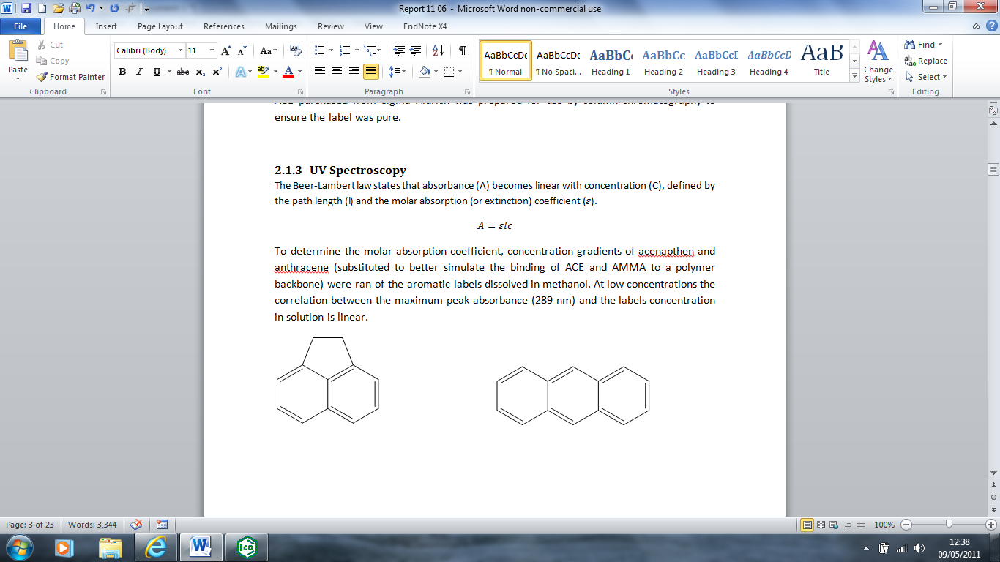 Report 11 06 - Microsoft Word non-commercial use
File Home Insert Page Layout References Mailings Review View EndNote X4
Paste
Cut
Copy
Format Painter
Clipboard
Calibri (Body) 11
Font
Paragraph
AaBbCcDc AaBbCcDc AaBbC AaBbCc AaBbCcI AaBbCcD AaB
¶ Normal ¶ No Spaci... Heading 1 Heading 2 Heading 3 Heading 4 Title
Styles
Change
Styles
Find
Replace
Select
Editing
ensure the label was pure.
2.1.3 UV Spectroscopy
The Beer-Lambert law states that absorbance (A) becomes linear with concentration (C), defined by
the path length (l) and the molar absorption (or extinction) coefficient (ε).
A = εlc
To determine the molar absorption coefficient, concentration gradients of acenapthen and
anthracene (substituted to better simulate the binding of ACE and AMMA to a polymer
backbone) were ran of the aromatic labels dissolved in methanol. At low concentrations the
correlation between the maximum peak absorbance (289 nm) and the labels concentration
in solution is linear.
Page: 3 of 23 Words: 3,344 100%
12:38
09/05/2011